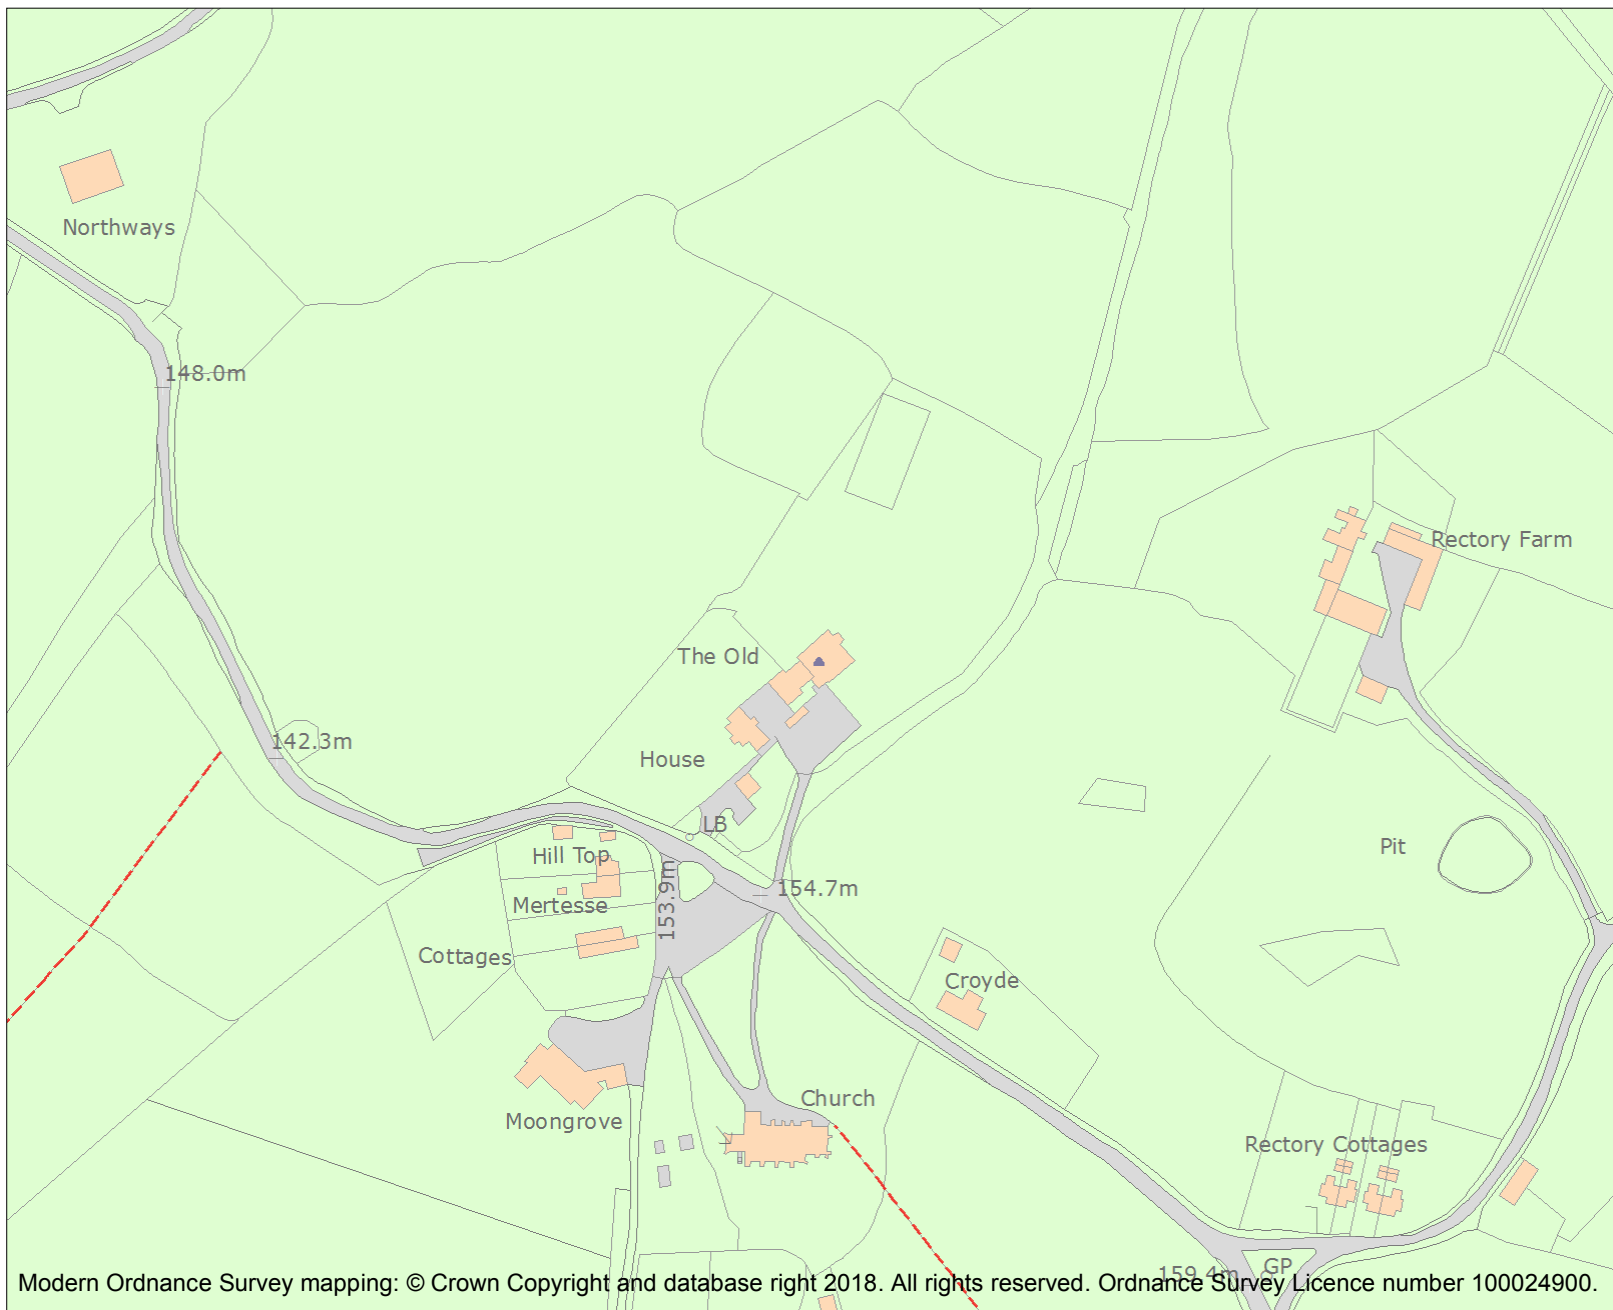 Northways
148.0m
Rectory Farm
The Old
142.3m
House
LB
Pit
Hill Top
154.7m
Mertesse
153.9m
Cottages
Croyde
Church
Moongrove
Rectory Cottages
GP
159.4m
Modern Ordnance Survey mapping: © Crown Copyright and database right 2018. All rights reserved. Ordnance Survey Licence number 100024900.